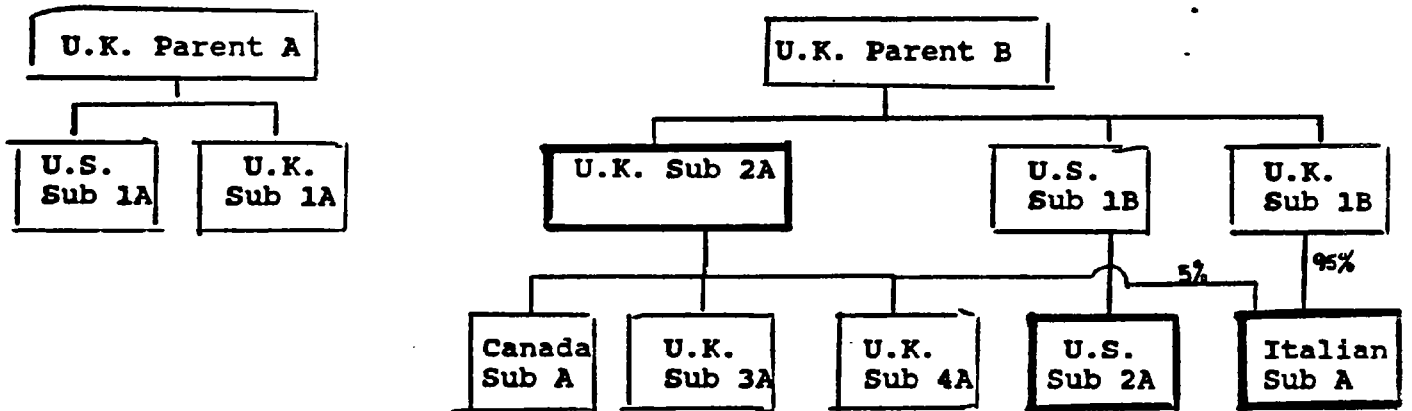 U.K. Parent A
U.K. Parent B
U.S.
Sub 1A
U.K.
Sub 1A
U.K. Sub 2A
U.S.
Sub 1B
U.K.
Sub 1B
5%
95%
Canada
Sub A
U.K.
Sub 3A
U.K.
Sub 4A
U.S.
Sub 2A
Italian
Sub A